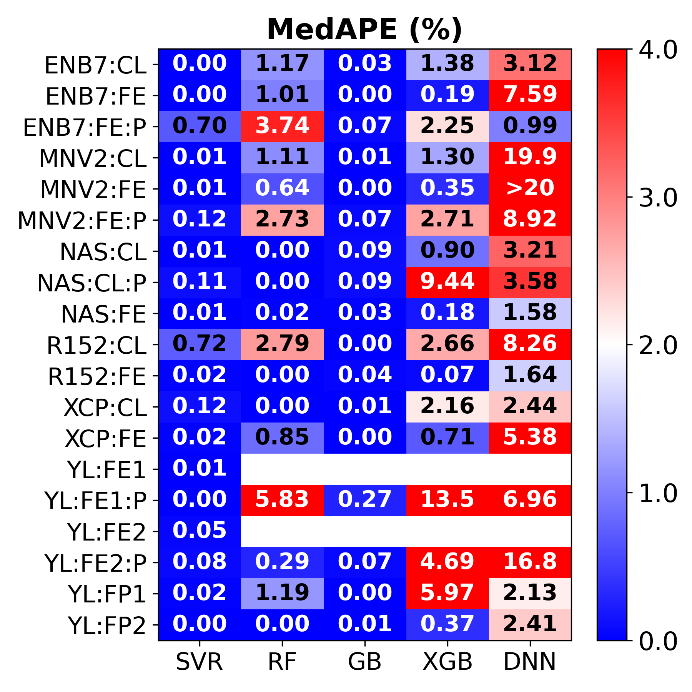 MedAPE (%)
ENB7:CL 0.00 1.17 0.03 1.38 3.12
ENB7:FE 0.00 1.01 0.00 0.19 7.59
ENB7:FE:P 0.70 3.74 0.07 2.25 0.99
MNV2:CL 0.01 1.11 0.01 1.30 19.9
MNV2:FE 0.01 0.64 0.00 0.35 >20
MNV2:FE:P 0.12 2.73 0.07 2.71 8.92
NAS:CL 0.01 0.00 0.09 0.90 3.21
NAS:CL:P 0.11 0.00 0.09 9.44 3.58
NAS:FE 0.01 0.02 0.03 0.18 1.58
R152:CL 0.72 2.79 0.00 2.66 8.26
R152:FE 0.02 0.00 0.04 0.07 1.64
XCP:CL 0.12 0.00 0.01 2.16 2.44
XCP:FE 0.02 0.85 0.00 0.71 5.38
YL:FE1 0.01
YL:FE1:P 0.00 5.83 0.27 13.5 6.96
YL:FE2 0.05
YL:FE2:P 0.08 0.29 0.07 4.69 16.8
YL:FP1 0.02 1.19 0.00 5.97 2.13
YL:FP2 0.00 0.00 0.01 0.37 2.41
SVR RF GB XGB DNN
4.0
3.0
2.0
1.0
0.0